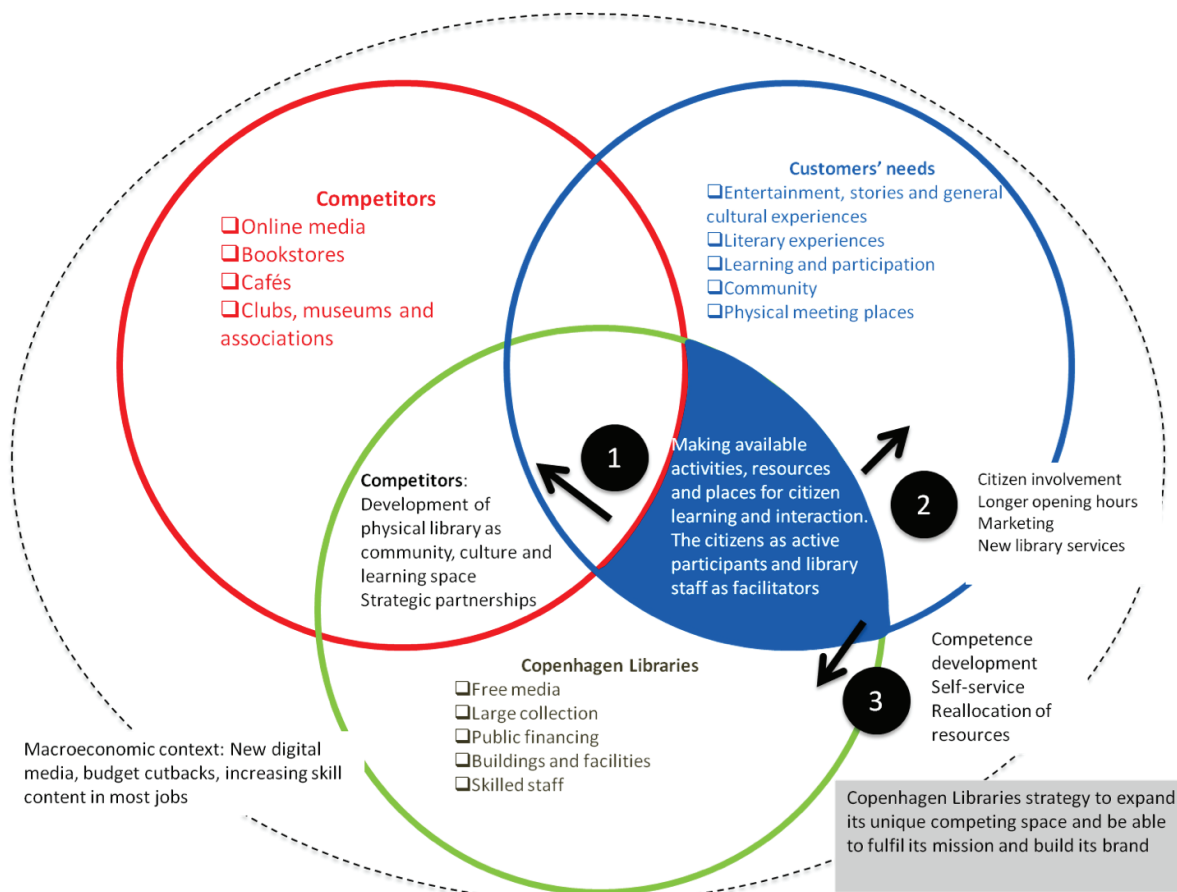 Competitors
❑Online media
❑Bookstores
❑Cafés
❑Clubs, museums and
associations
Customers’ needs
❑Entertainment, stories and general
cultural experiences
❑Literary experiences
❑Learning and participation
❑Community
❑Physical meeting places
1
Competitors:
Development of
physical library as
community, culture and
learning space
Strategic partnerships
Making available
activities, resources
and places for citizen
learning and interaction.
The citizens as active
participants and library
staff as facilitators
2
Citizen involvement
Longer opening hours
Marketing
New library services
3
Competence
development
Self-service
Reallocation of
resources
Copenhagen Libraries
❑Free media
❑Large collection
❑Public financing
❑Buildings and facilities
❑Skilled staff
Macroeconomic context: New digital
media, budget cutbacks, increasing skill
content in most jobs
Copenhagen Libraries strategy to expand
its unique competing space and be able
to fulfil its mission and build its brand